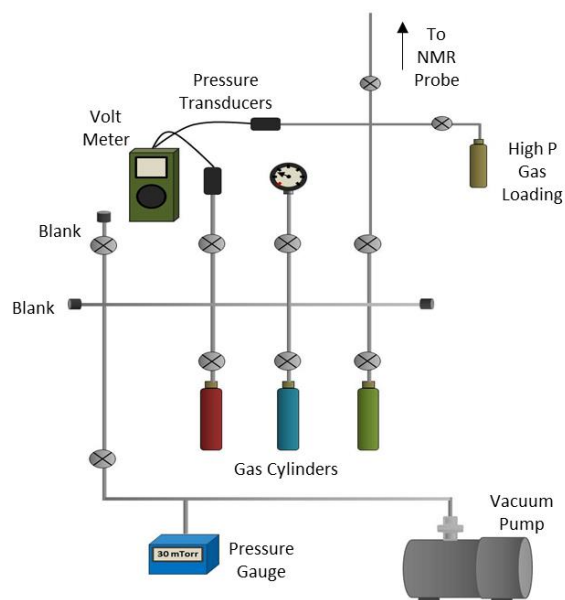 To
NMR
Probe
Pressure
Transducers
Volt
Meter
High P
Gas
Loading
Blank
Blank
Gas Cylinders
Vacuum
Pump
30 mTorr
Pressure
Gauge